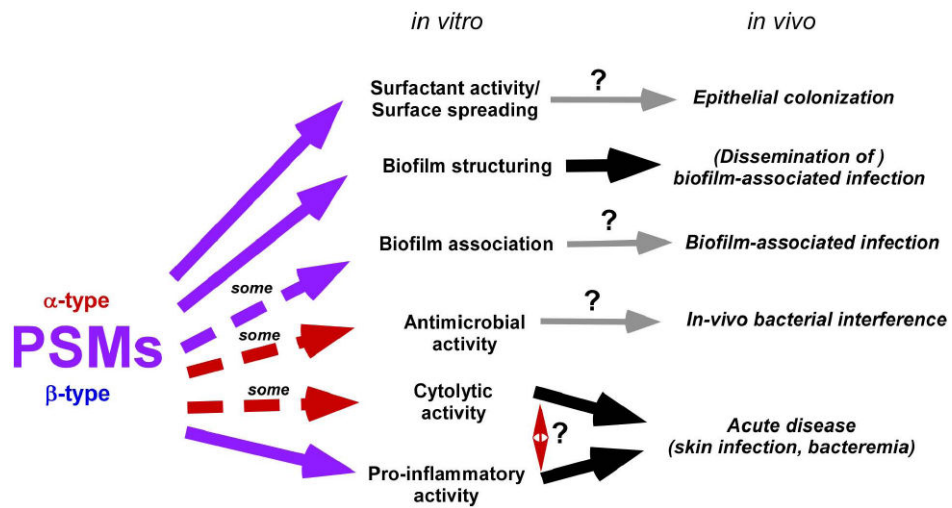 in vitro
in vivo
?
Surfactant activity/
Surface spreading
Epithelial colonization
Biofilm structuring
(Dissemination of )
biofilm-associated infection
?
Biofilm association
Biofilm-associated infection
some
α-type
PSMs
β-type
some
?
Antimicrobial
activity
In-vivo bacterial interference
some
Cytolytic
activity
?
Acute disease
(skin infection, bacteremia)
Pro-inflammatory
activity